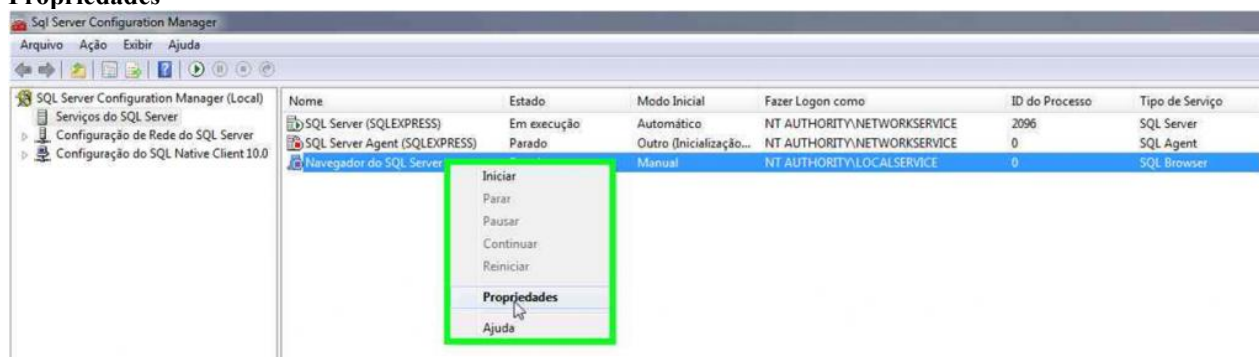 Propriedades
Sql Server Configuration Manager
Arquivo Ação Exibir Ajuda
SQL Server Configuration Manager (Local)
Serviços do SQL Server
Configuração de Rede do SQL Server
Configuração do SQL Native Client 10.0
Nome Estado Modo Inicial Fazer Logon como ID do Processo Tipo de Serviço
SQL Server (SQLEXPRESS) Em execução Automático NT AUTHORITY\NETWORKSERVICE 2096 SQL Server
SQL Server Agent (SQLEXPRESS) Parado Outro (Inicialização... NT AUTHORITY\NETWORKSERVICE 0 SQL Agent
Navegador do SQL Server Manual NT AUTHORITY\LOCALSERVICE 0 SQL Browser
Iniciar
Parar
Pausar
Continuar
Reiniciar
Propriedades
Ajuda